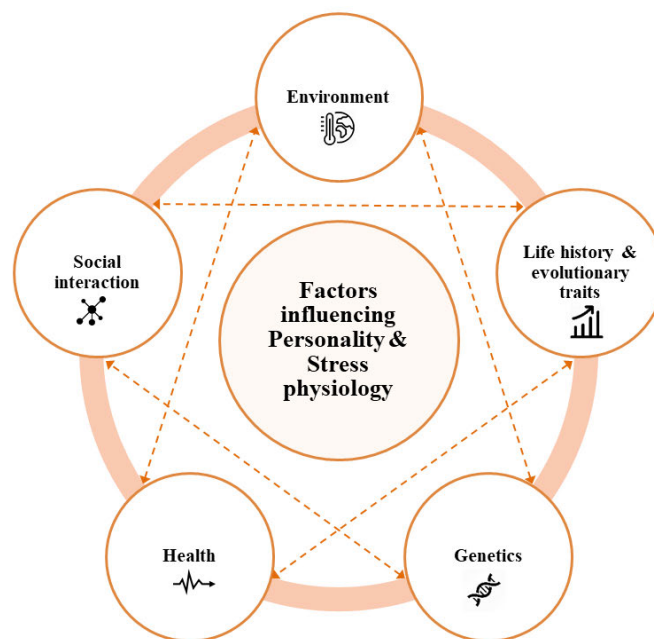 Environment
Social
interaction
Life history &
evolutionary
traits
Factors
influencing
Personality &
Stress
physiology
Health
Genetics